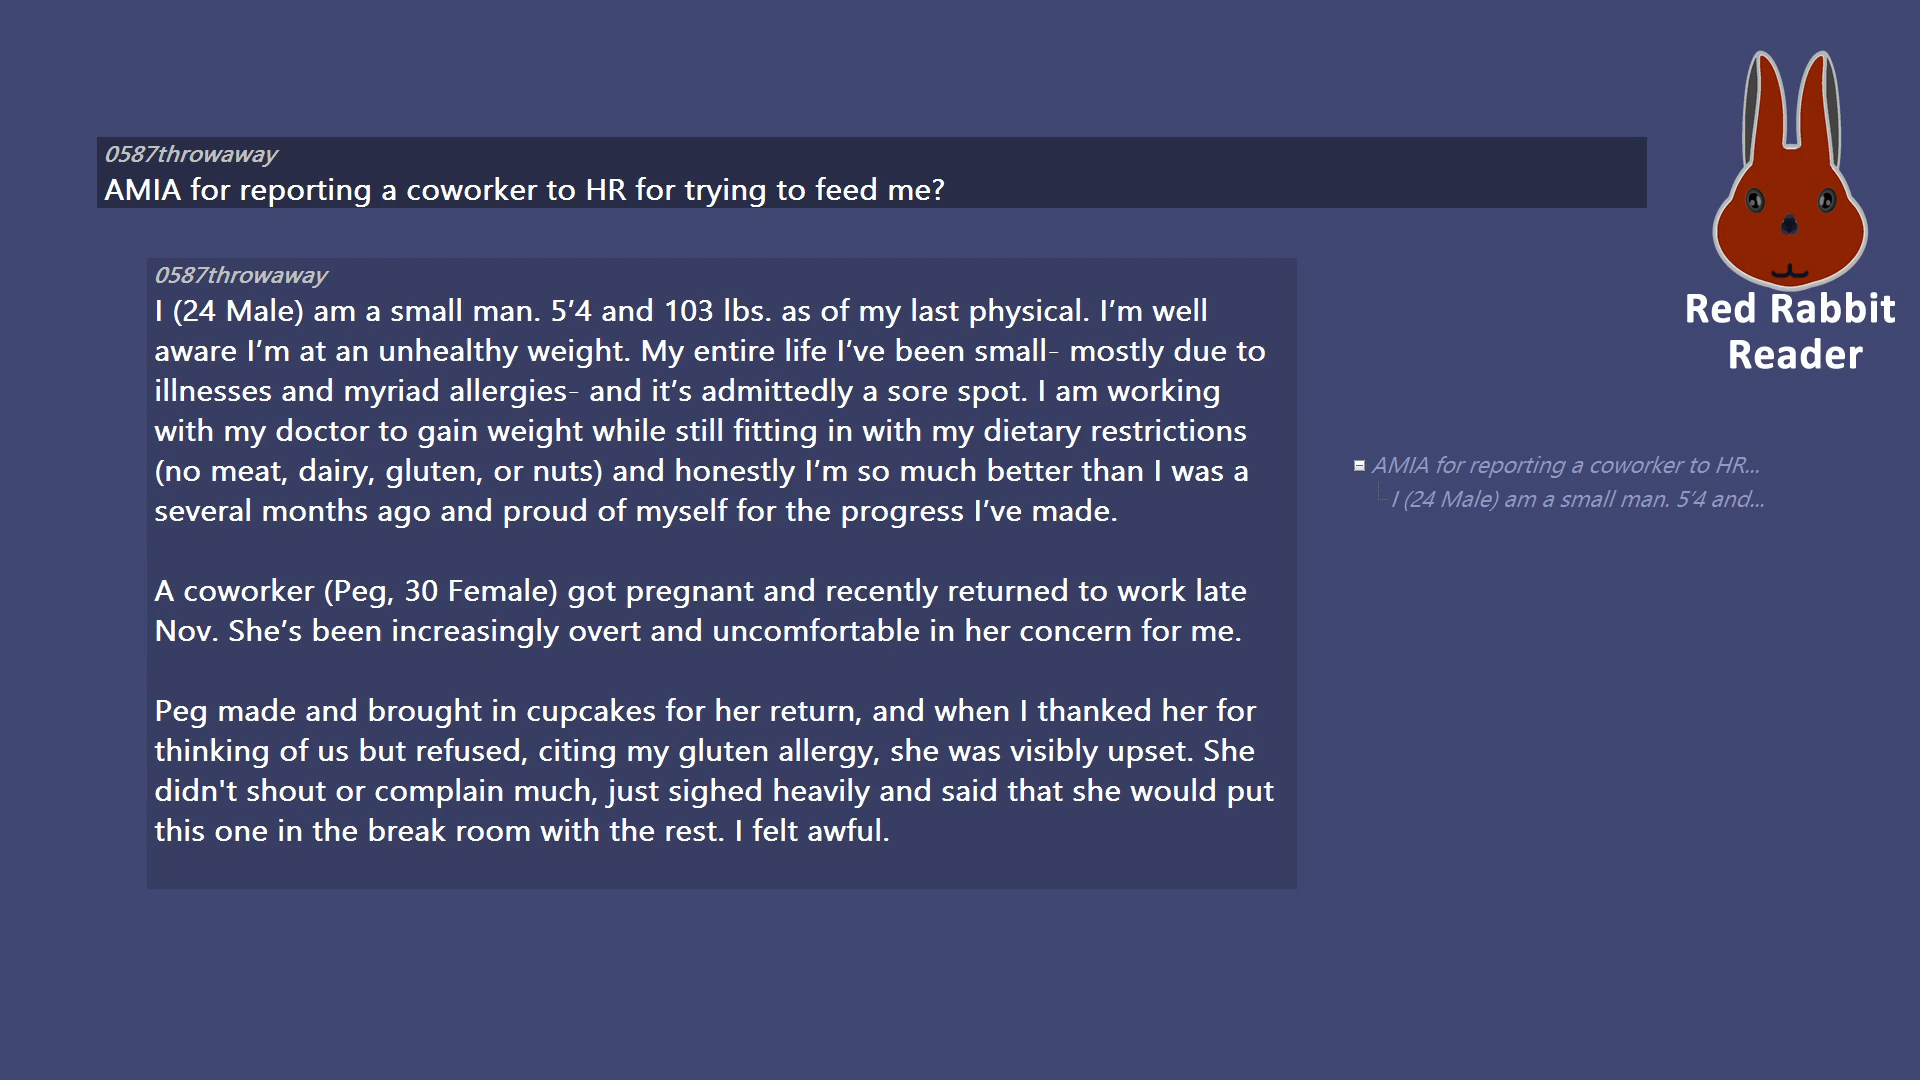 0587throwaway
AMIA for reporting a coworker to HR for trying to feed me?
0587throwaway
I (24 Male) am a small man. 5’4 and 103 lbs. as of my last physical. I’m well
aware I’m at an unhealthy weight. My entire life I’ve been small- mostly due to
illnesses and myriad allergies- and it’s admittedly a sore spot. I am working
with my doctor to gain weight while still fitting in with my dietary restrictions
(no meat, dairy, gluten, or nuts) and honestly I’m so much better than I was a
several months ago and proud of myself for the progress I’ve made.
A coworker (Peg, 30 Female) got pregnant and recently returned to work late
Nov. She’s been increasingly overt and uncomfortable in her concern for me.
Peg made and brought in cupcakes for her return, and when I thanked her for
thinking of us but refused, citing my gluten allergy, she was visibly upset. She
didn't shout or complain much, just sighed heavily and said that she would put
this one in the break room with the rest. I felt awful.
Red Rabbit
Reader
AMIA for reporting a coworker to HR...
I (24 Male) am a small man. 5’4 and...